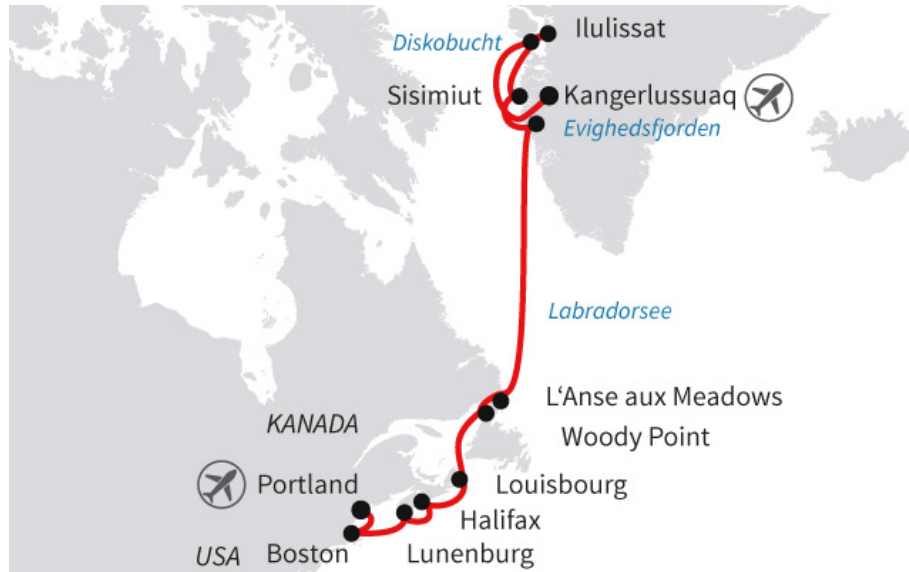 Ilulissat
Diskobucht
Sisimiut
Kangerlussuaq
Evighedsfjorden
Labradorsee
L‘Anse aux Meadows
KANADA
Woody Point
Portland
Louisbourg
Halifax
USA
Boston
Lunenburg